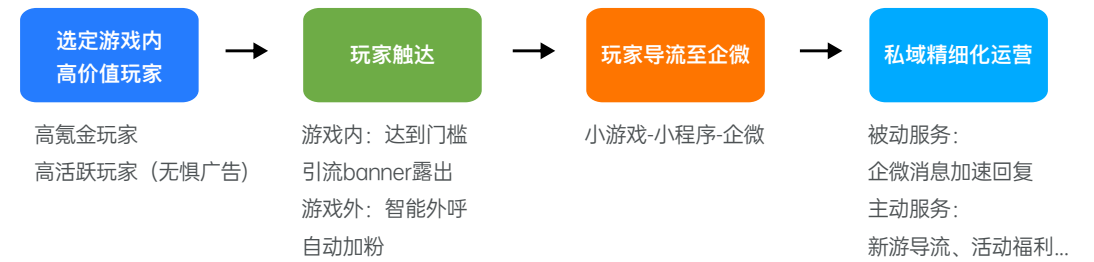 选定游戏内
高价值玩家
玩家触达
玩家导流至企微
私域精细化运营
高氪金玩家
高活跃玩家（无惧广告)
游戏内：达到门槛
引流banner露出
游戏外：智能外呼
自动加粉
小游戏-小程序-企微
被动服务：
企微消息加速回复
主动服务：
新游导流、活动福利...